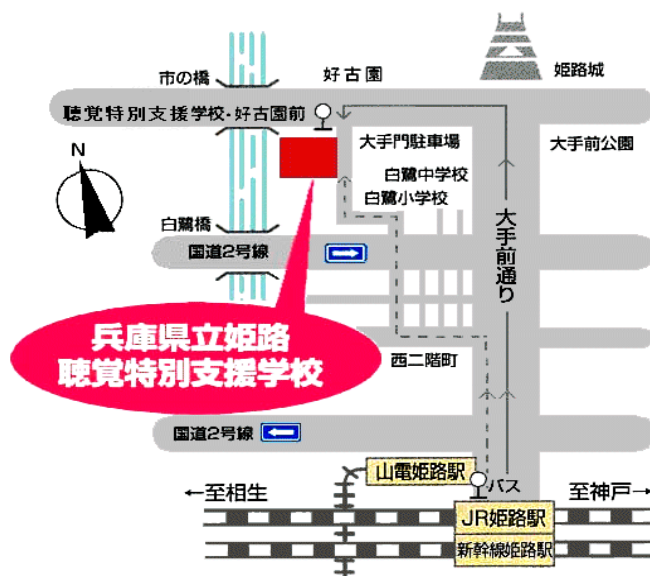 市の橋
好古園
姫路城
聴覚特別支援学校・好古園前
大手門駐車場
大手前公園
N
白鷺中学校
白鷺小学校
白鷺橋
大手前通り
国道2号線
兵庫県立姫路
聴覚特別支援学校
西二階町
国道2号線
山電姫路駅
バス
←至相生
至神戸→
JR姫路駅
新幹線姫路駅